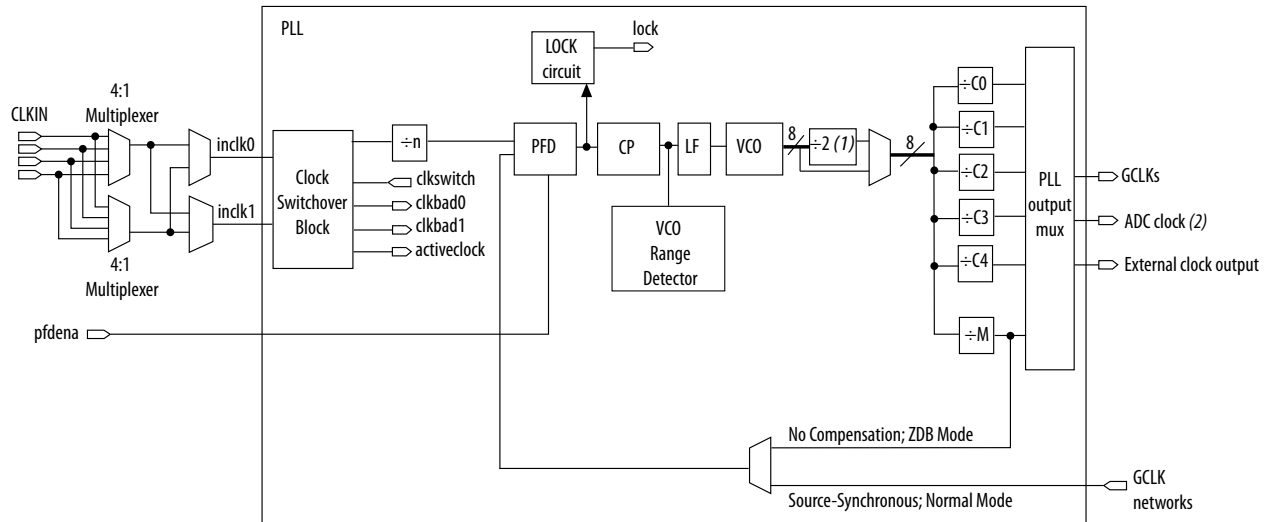 PLL
lock
LOCK
circuit
4:1
Multiplexer
CLKIN
inclk0
inclk1
4:1
Multiplexer
Clock
Switchover
Block
÷n
clkswitch
clkbad0
clkbad1
activeclock
PFD
CP
LF
VCO
8
÷2 (1)
8
VCO
Range
Detector
÷C0
÷C1
÷C2
÷C3
÷C4
÷M
PLL
output
mux
GCLKs
ADC clock (2)
External clock output
pfdena
No Compensation; ZDB Mode
Source-Synchronous; Normal Mode
GCLK
networks